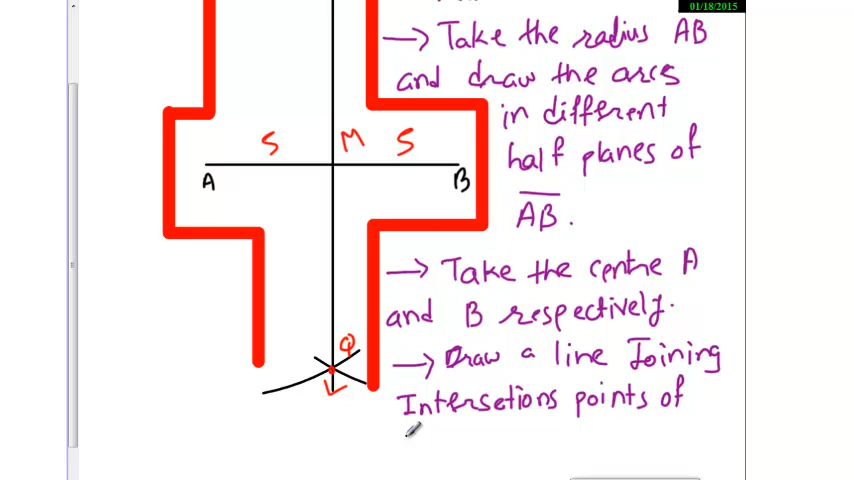 01/18/2015
→ Take the radius AB
and draw the arcs
in different
half planes of
AB.
S M S
A B
→ Take the centre A
and B respectively.
Q
→ Draw a line Joining
Intersetions points of